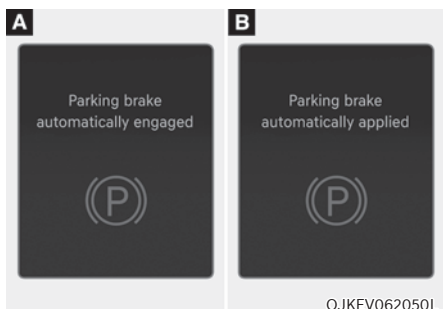 A
Parking brake
automatically engaged
P
B
Parking brake
automatically applied
P
OJKEV062050L